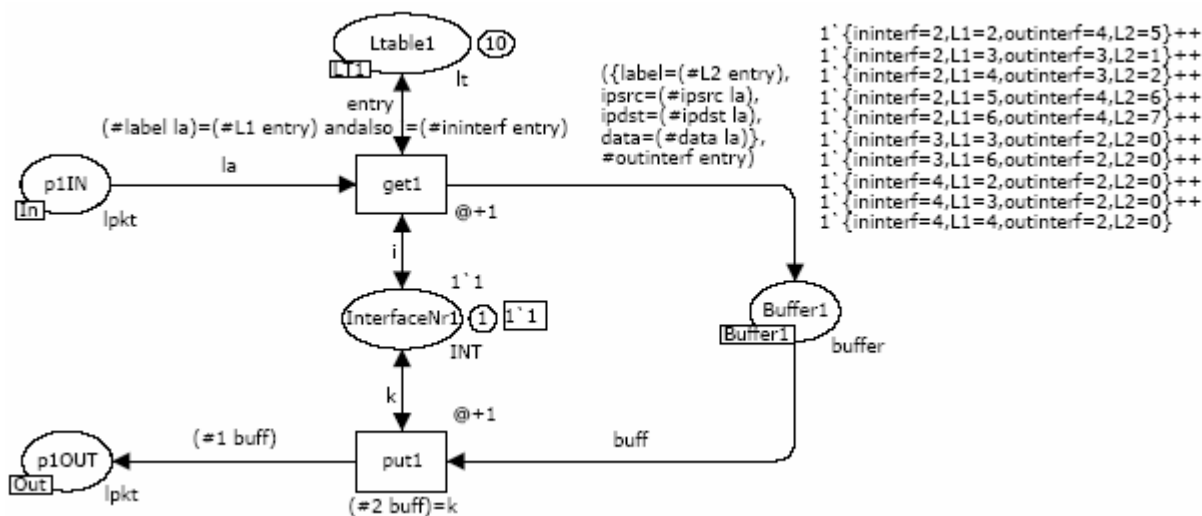 Ltable1
10
LT1
lt
entry
(#label la)=(#L1 entry) andalso =(#ininterf entry)
({label=(#L2 entry),
ipsrc=(#ipsrc la),
ipdst=(#ipdst la),
data=(#data la)},
#outinterf entry)
1`{ininterf=2,L1=2,outinterf=4,L2=5}++
1`{ininterf=2,L1=3,outinterf=3,L2=1}++
1`{ininterf=2,L1=4,outinterf=3,L2=2}++
1`{ininterf=2,L1=5,outinterf=4,L2=6}++
1`{ininterf=2,L1=6,outinterf=4,L2=7}++
1`{ininterf=3,L1=3,outinterf=2,L2=0}++
1`{ininterf=3,L1=6,outinterf=2,L2=0}++
1`{ininterf=4,L1=2,outinterf=2,L2=0}++
1`{ininterf=4,L1=3,outinterf=2,L2=0}++
1`{ininterf=4,L1=4,outinterf=2,L2=0}
p1IN
In
lpkt
la
get1
@+1
i
1`1
InterfaceNr1
1
1`1
INT
Buffer1
Buffer1
buffer
k
@+1
p1OUT
Out
lpkt
(#1 buff)
put1
buff
(#2 buff)=k